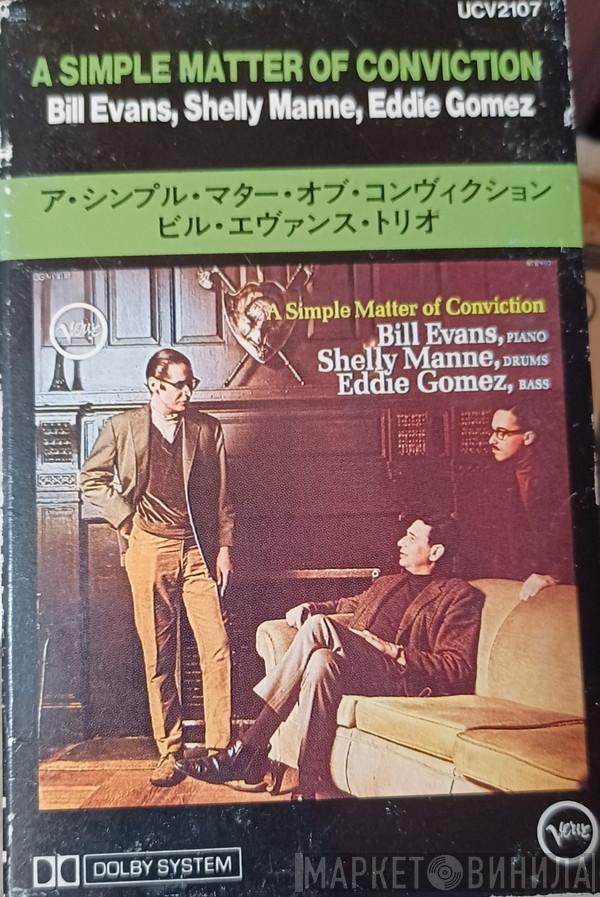 UCV2107
A SIMPLE MATTER OF CONVICTION
Bill Evans, Shelly Manne, Eddie Gomez
ア・シンプル・マター・オブ・コンヴィクション
ビル・エヴァンス・トリオ
Verve
A Simple Matter of Conviction
Bill Evans, PIANO
Shelly Manne, DRUMS
Eddie Gomez, BASS
Verve
DOLBY SYSTEM
МАРКЕТ ВИНИЛА